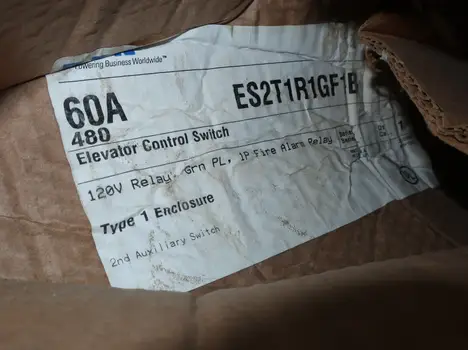 Powering Business Worldwide™
60A
ES2T1R1GF1B
480
Elevator Control Switch
120V Relay, Grn PL, 1P Fire Alarm Relay
Type 1 Enclosure
2nd Auxiliary Switch